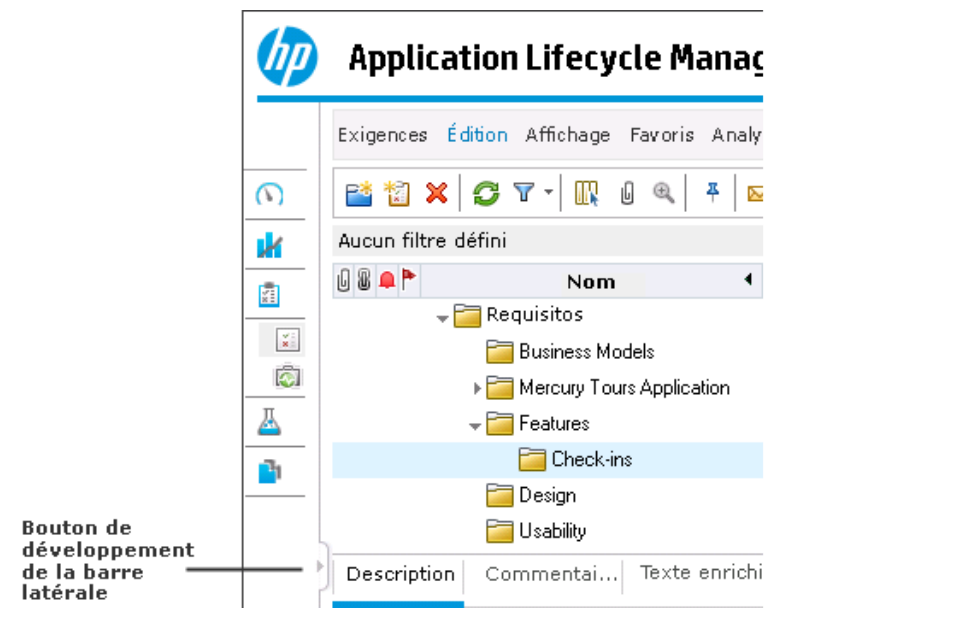 hp
Application Lifecycle Manag
Exigences Édition Affichage Favoris Analy
Aucun filtre défini
Nom
Requisitos
Business Models
Mercury Tours Application
Features
Check-ins
Design
Usability
Bouton de
développement
de la barre
latérale
Description Commentai... Texte enrichi